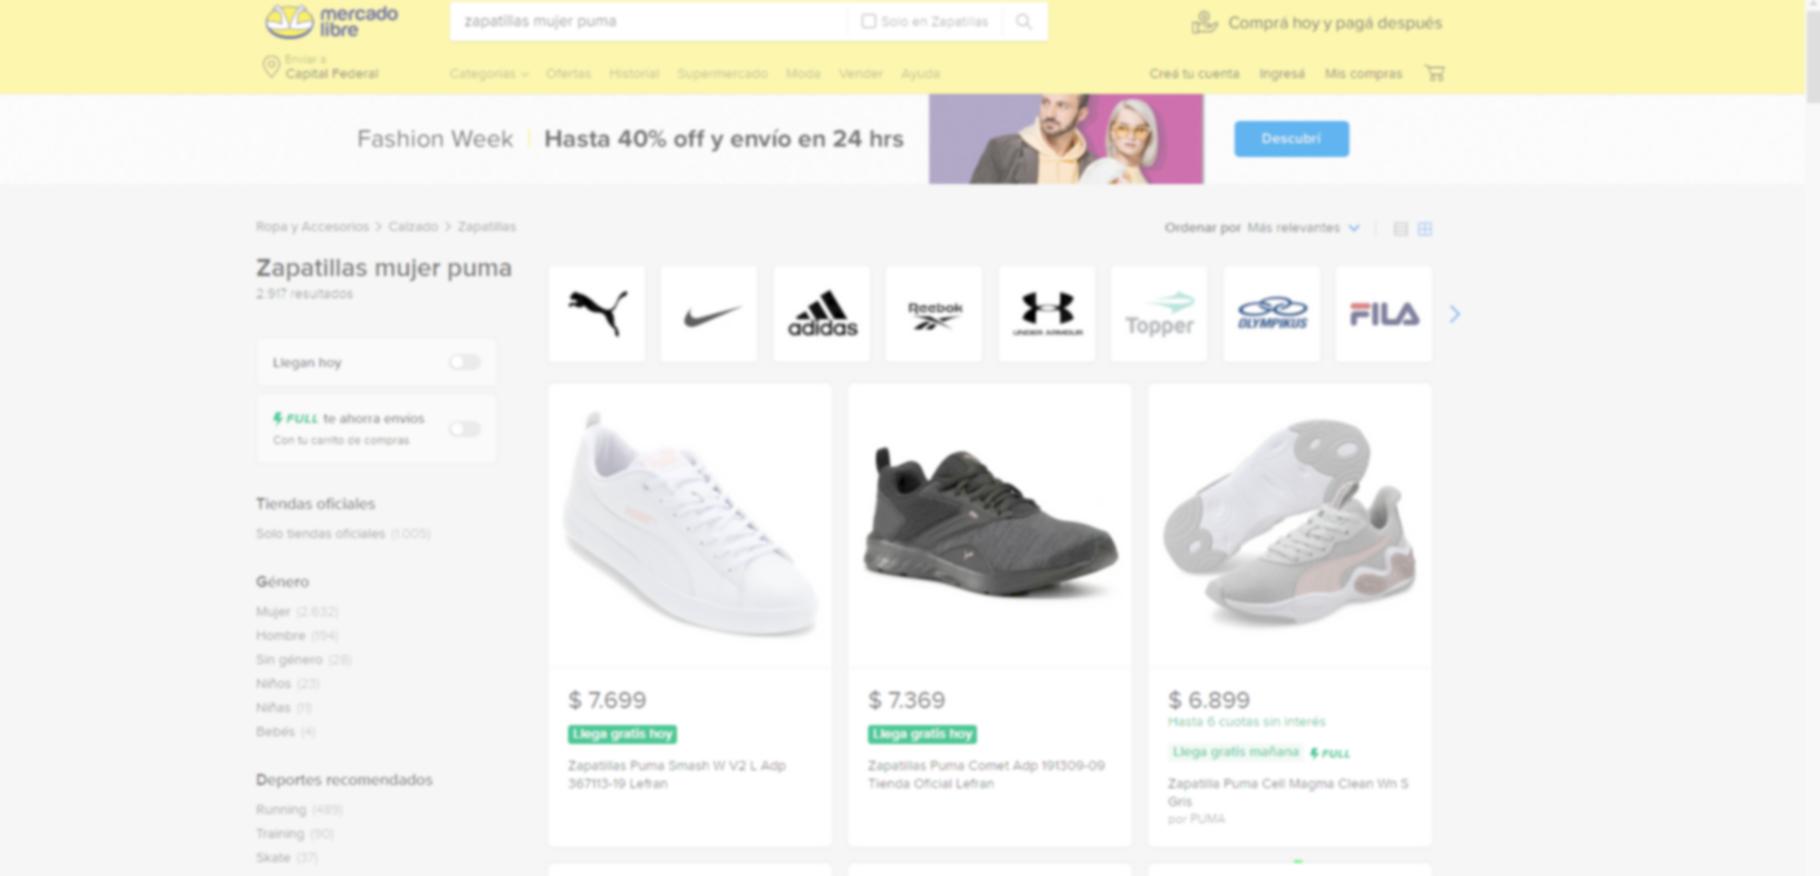 mercado
libre
zapatillas mujer puma
Solo en Zapatillas
Comprá hoy y pagá después
Enviar a
Capital Federal
Categorías
Ofertas
Historial
Supermercado
Moda
Vender
Ayuda
Creá tu cuenta
Ingresá
Mis compras
Fashion Week
Hasta 40% off y envío en 24 hrs
Descubrí
Ropa y Accesorios > Calzado > Zapatillas
Ordenar por Más relevantes
Zapatillas mujer puma
2.917 resultados
adidas
Reebok
UNDER ARMOUR
Topper
OLYMPIKUS
FILA
Llegan hoy
FULL te ahorra envíos
Con tu carrito de compras
Tiendas oficiales
Solo tiendas oficiales (1.005)
Género
Mujer (2.632)
Hombre (194)
Sin género (28)
Niños (23)
Niñas (11)
Bebés (4)
Deportes recomendados
Running (489)
Training (90)
Skate (37)
$ 7.699
Llega gratis hoy
Zapatillas Puma Smash W V2 L Adp
367113-19 Lefran
$ 7.369
Llega gratis hoy
Zapatillas Puma Comet Adp 191309-09
Tienda Oficial Lefran
$ 6.899
Hasta 6 cuotas sin interés
Llega gratis mañana FULL
Zapatilla Puma Cell Magma Clean Wn S
Gris
por PUMA